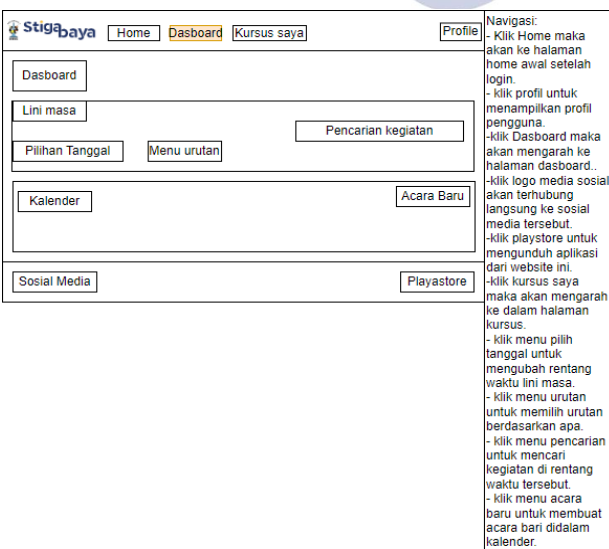 Stigabaya Home Dasboard Kursus saya Profile
Dasboard
Lini masa
Pencarian kegiatan
Pilihan Tanggal Menu urutan
Kalender Acara Baru
Sosial Media Playastore
Navigasi:
- Klik Home maka
akan ke halaman
home awal setelah
login.
- klik profil untuk
menampilkan profil
pengguna.
-klik Dasboard maka
akan mengarah ke
halaman dasboard..
-klik logo media sosial
akan terhubung
langsung ke sosial
media tersebut.
-klik playstore untuk
mengunduh aplikasi
dari website ini.
-klik kursus saya
maka akan mengarah
ke dalam halaman
kursus.
- klik menu pilih
tanggal untuk
mengubah rentang
waktu lini masa.
- klik menu urutan
untuk memilih urutan
berdasarkan apa.
- klik menu pencarian
untuk mencari
kegiatan di rentang
waktu tersebut.
- klik menu acara
baru untuk membuat
acara bari didalam
kalender.